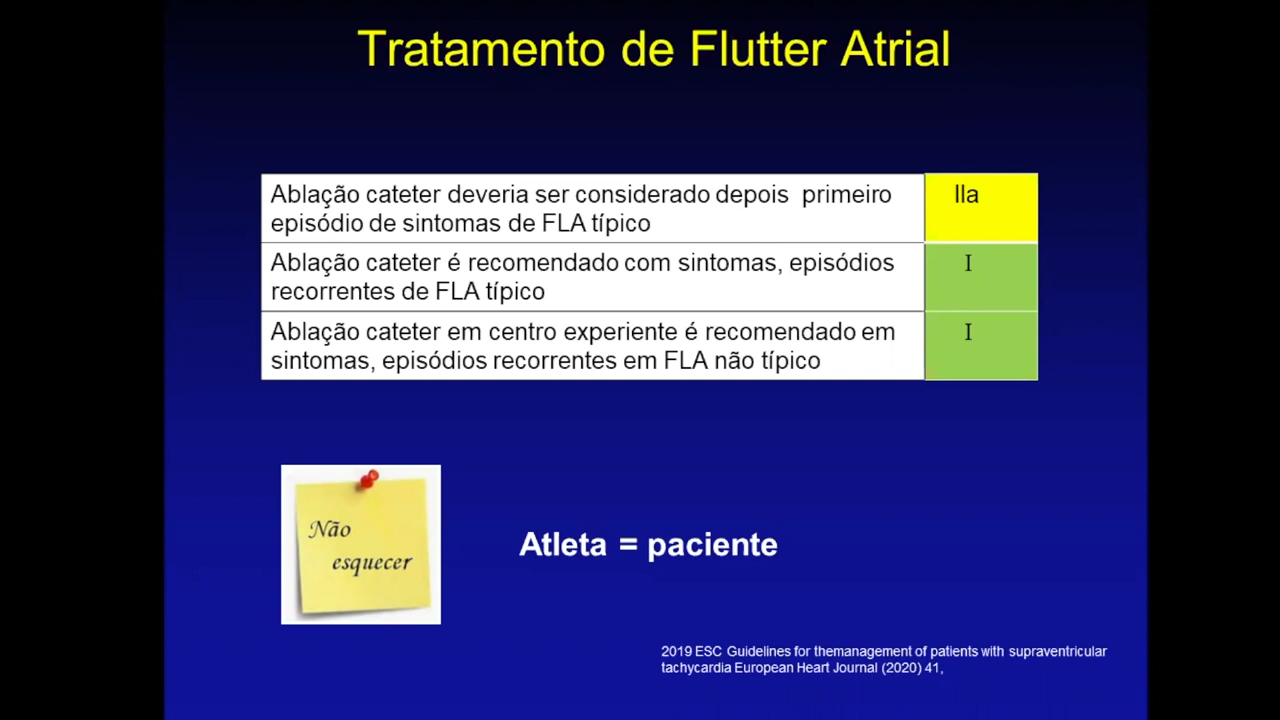 Tratamento de Flutter Atrial
Ablação cateter deveria ser considerado depois primeiro
episódio de sintomas de FLA típico
IIa
Ablação cateter é recomendado com sintomas, episódios
recorrentes de FLA típico
I
Ablação cateter em centro experiente é recomendado em
sintomas, episódios recorrentes em FLA não típico
I
Não
esquecer
Atleta = paciente
2019 ESC Guidelines for themanagement of patients with supraventricular
tachycardia European Heart Journal (2020) 41,